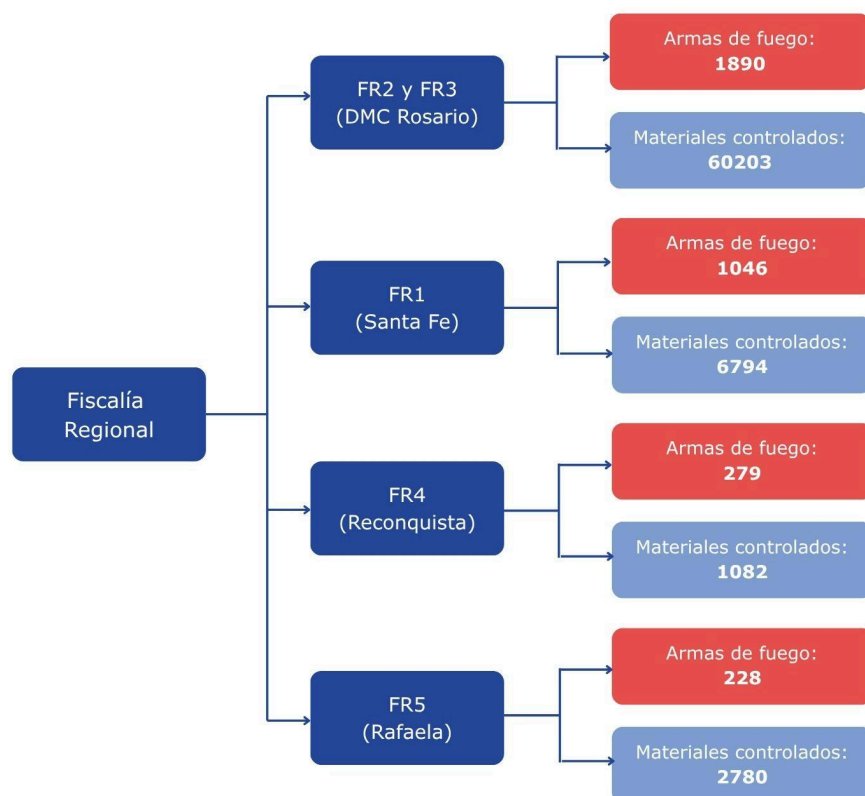 Fiscalía
Regional
FR2 y FR3
(DMC Rosario)
Armas de fuego:
1890
Materiales controlados:
60203
FR1
(Santa Fe)
Armas de fuego:
1046
Materiales controlados:
6794
FR4
(Reconquista)
Armas de fuego:
279
Materiales controlados:
1082
FR5
(Rafaela)
Armas de fuego:
228
Materiales controlados:
2780